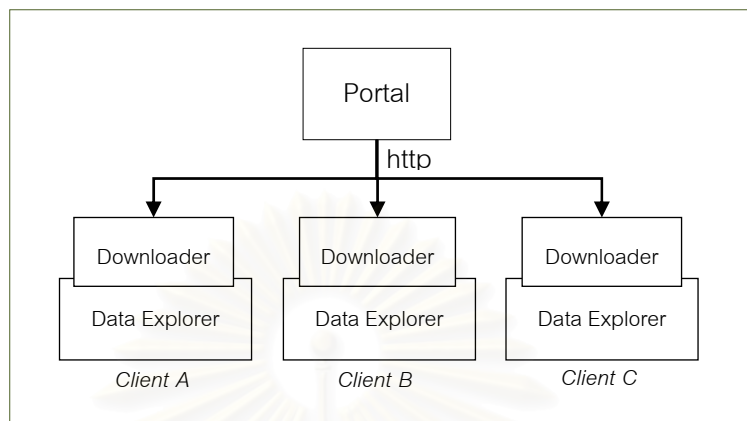 Portal
http
Downloader Downloader Downloader
Data Explorer Data Explorer Data Explorer
Client A Client B Client C